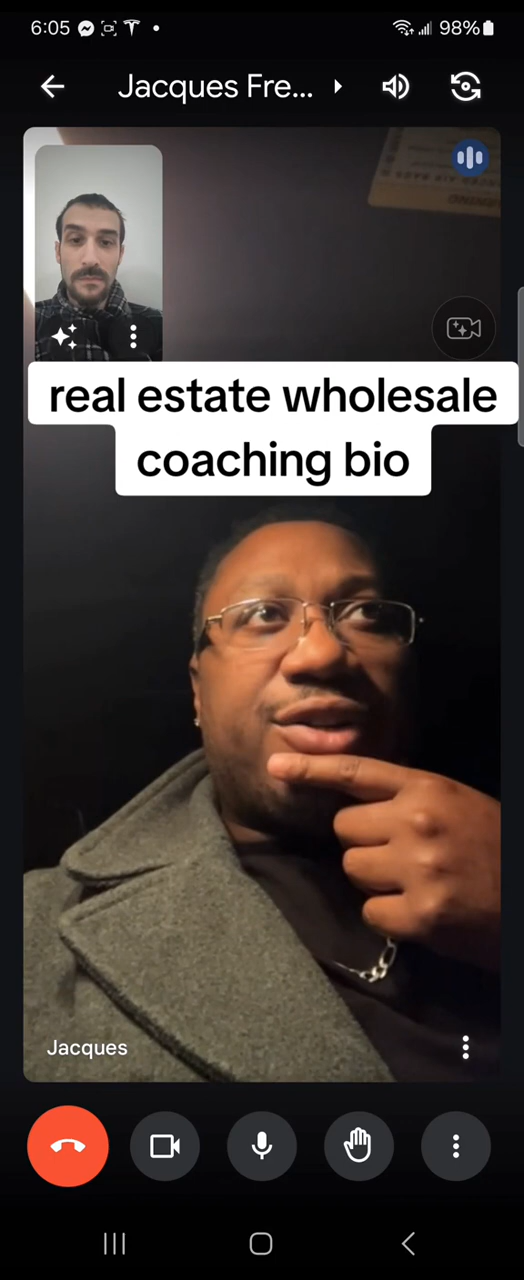 6:05
98%
Jacques Fre...
real estate wholesale
coaching bio
Jacques